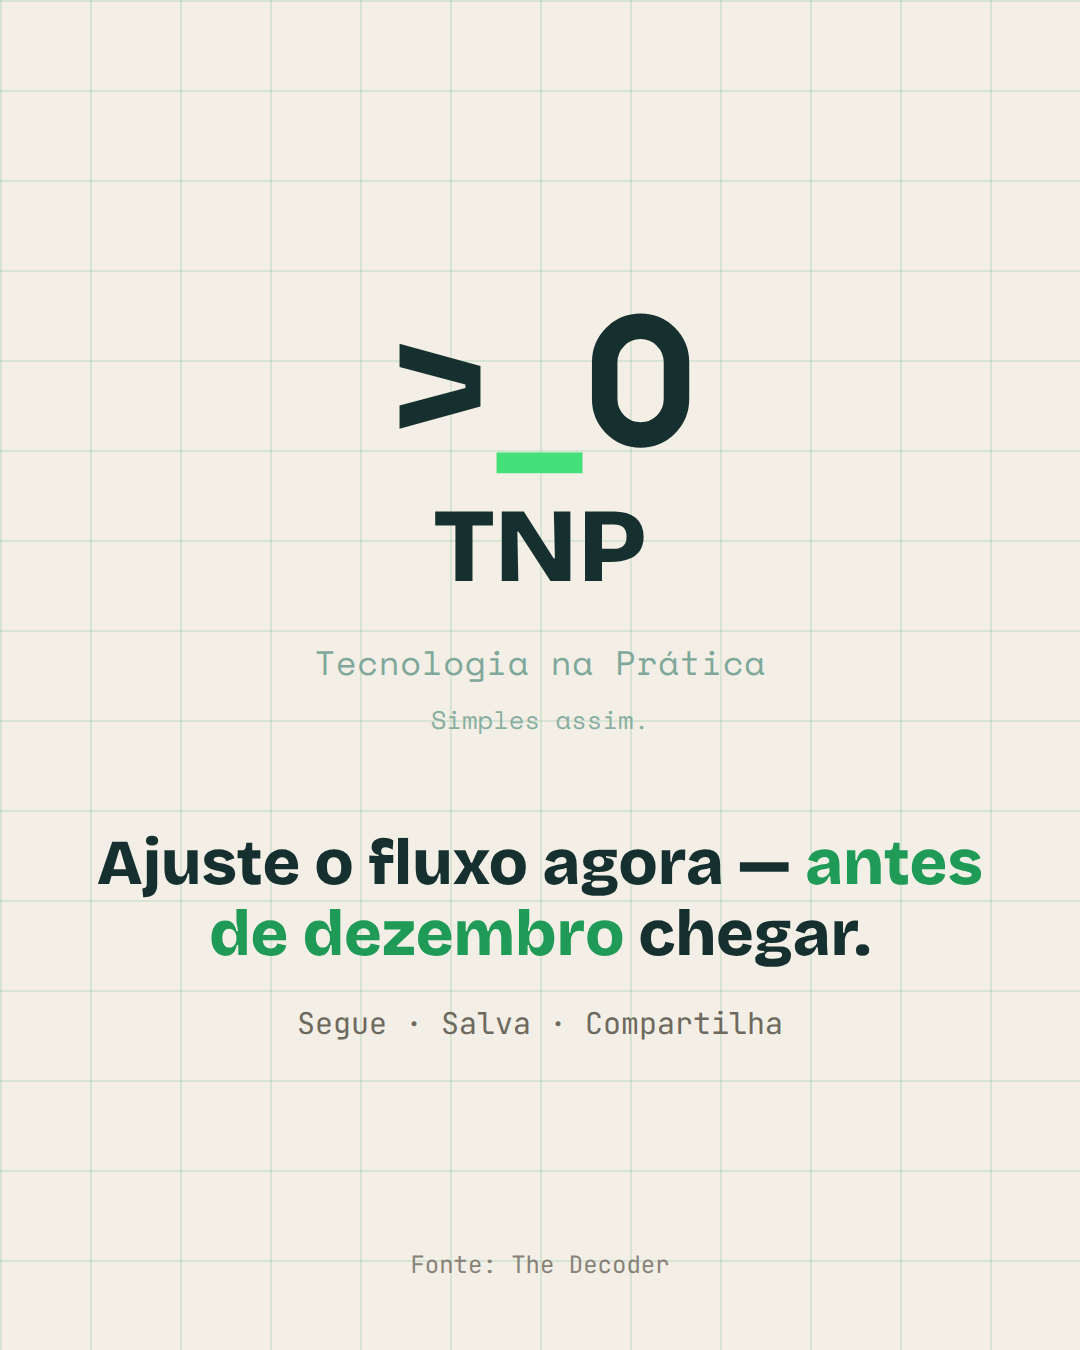 >_0
TNP
Tecnologia na Prática
Simples assim.
Ajuste o fluxo agora — antes
de dezembro chegar.
Segue · Salva · Compartilha
Fonte: The Decoder